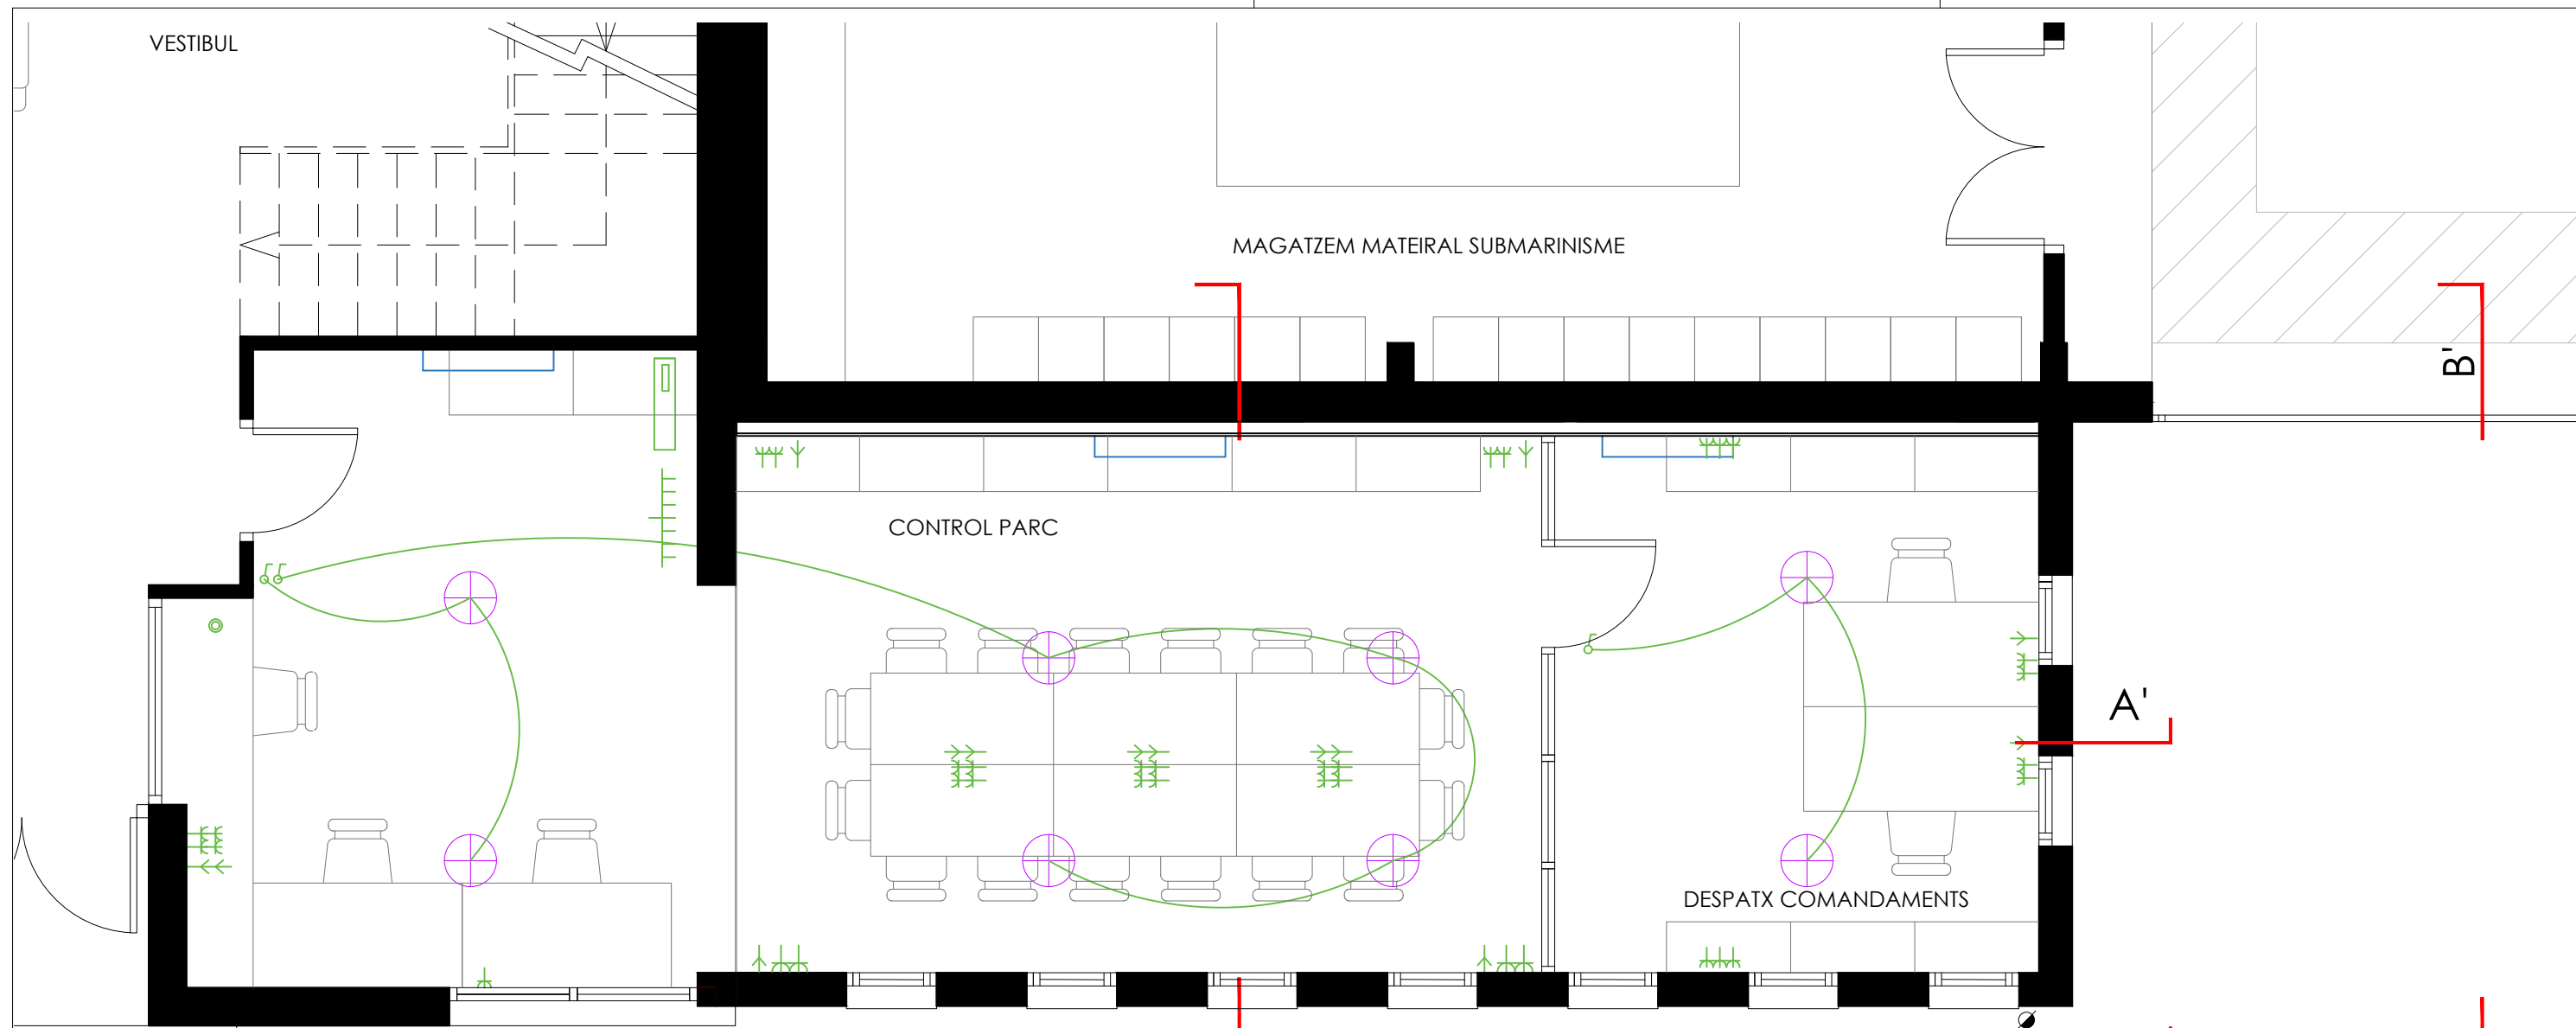 VESTIBUL
MAGATZEM MATEIRAL SUBMARINISME
B'
CONTROL PARC
A'
DESPATX COMANDAMENTS